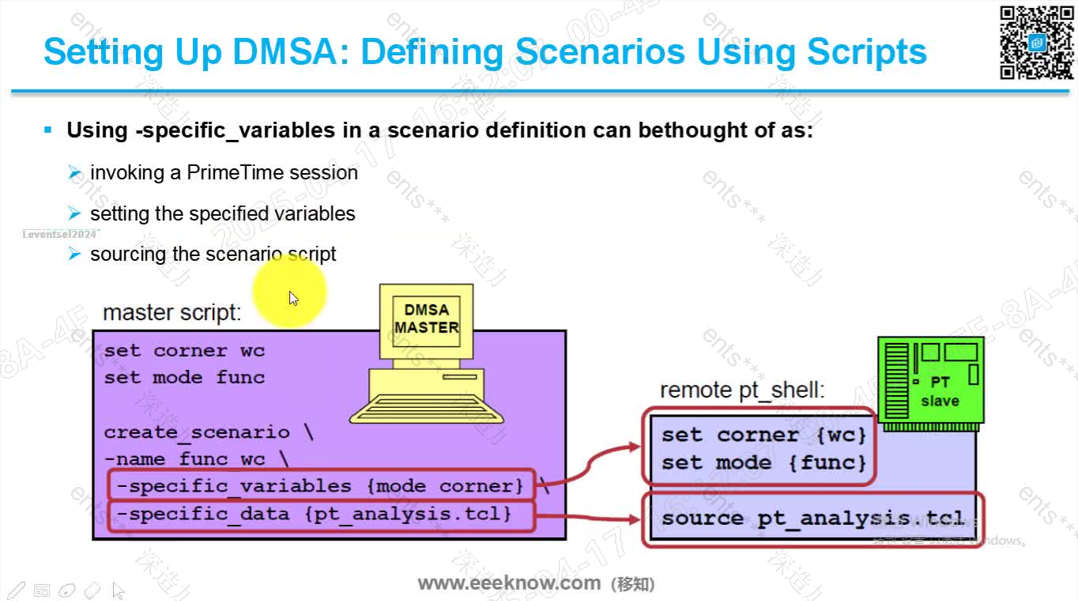 Setting Up DMSA: Defining Scenarios Using Scripts
Using -specific_variables in a scenario definition can bethought of as:
invoking a PrimeTime session
setting the specified variables
Leventsel2024
sourcing the scenario script
master script:
DMSA
MASTER
set corner wc
set mode func
create_scenario \
-name func wc \
-specific_variables {mode corner} \
-specific_data {pt_analysis.tcl}
remote pt_shell:
PT
slave
set corner {wc}
set mode {func}
source pt_analysis.tcl
www.eeeknow.com (移知)